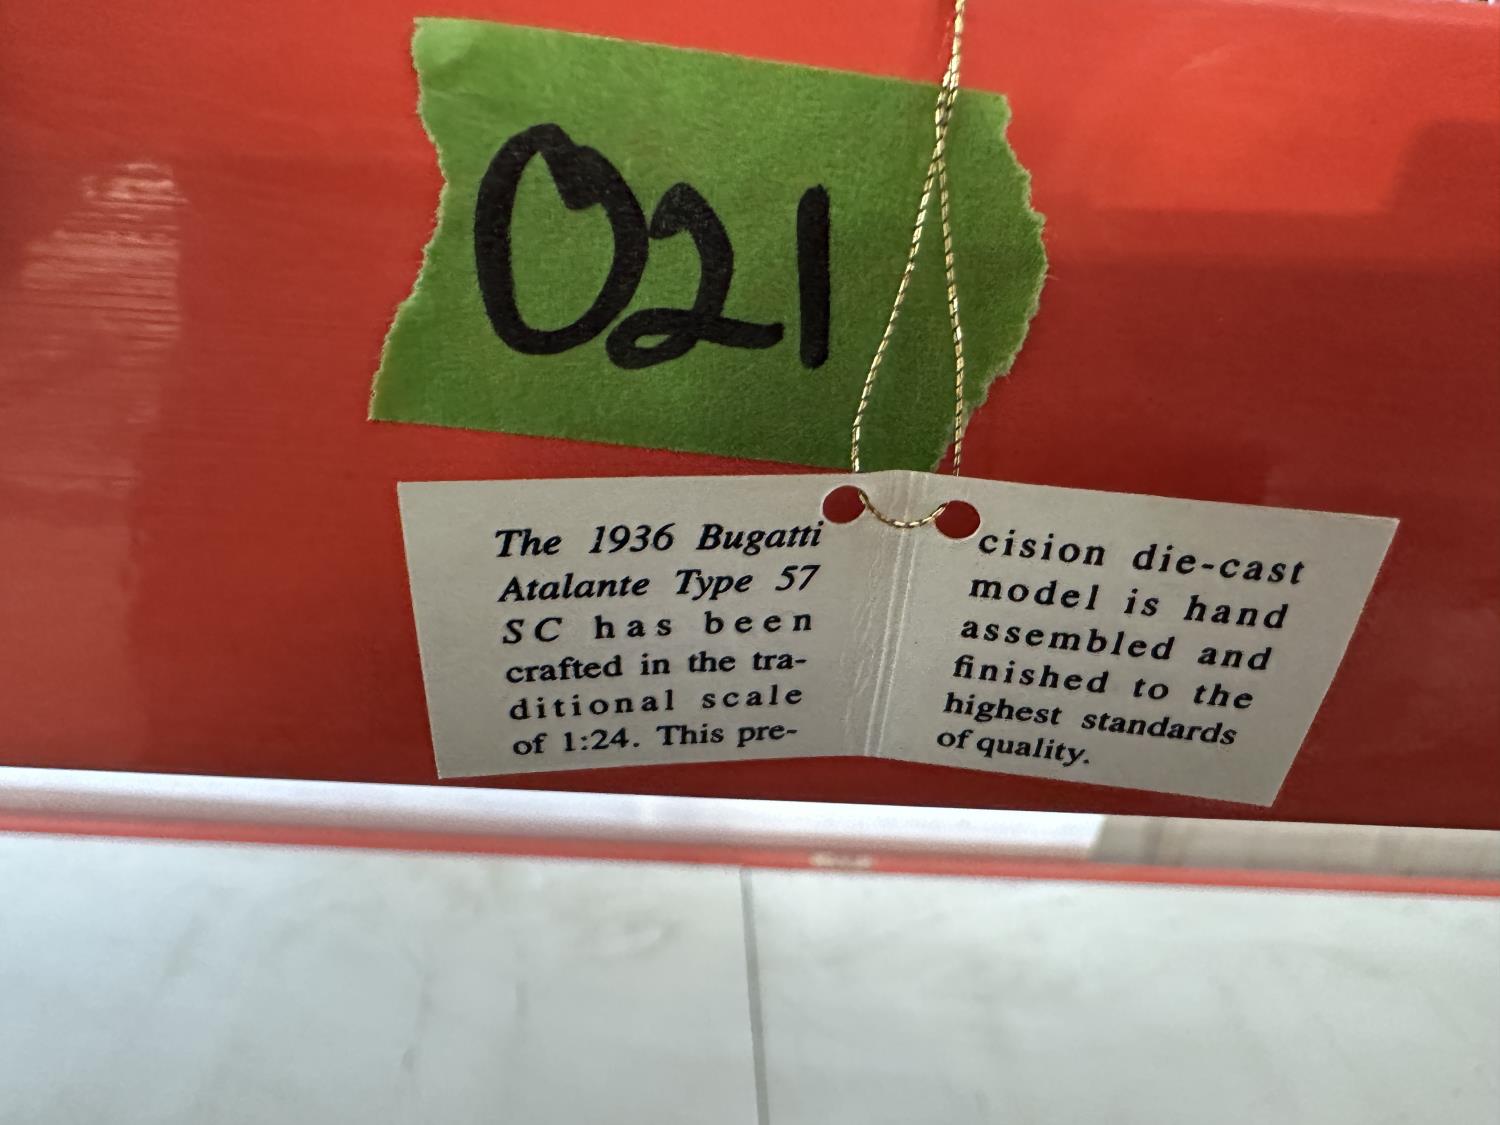 021
The 1936 Bugatti
Atalante Type 57
SC has been
crafted in the tra-
ditional scale
of 1:24. This pre-
cision die-cast
model is hand
assembled and
finished to the
highest standards
of quality.